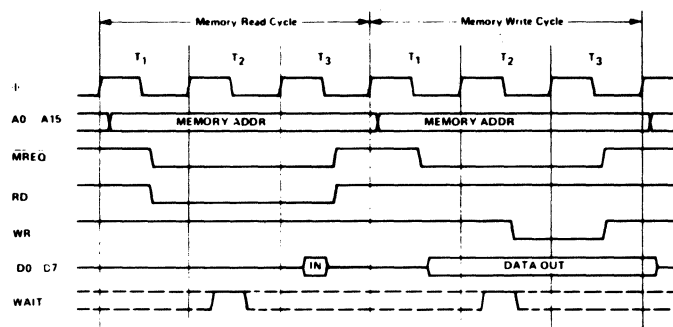 Memory Read Cycle Memory Write Cycle
T1 T2 T3 T1 T2 T3
A0 A15 MEMORY ADDR MEMORY ADDR
MREQ
RD
WR
D0 D7 IN DATA OUT
WAIT